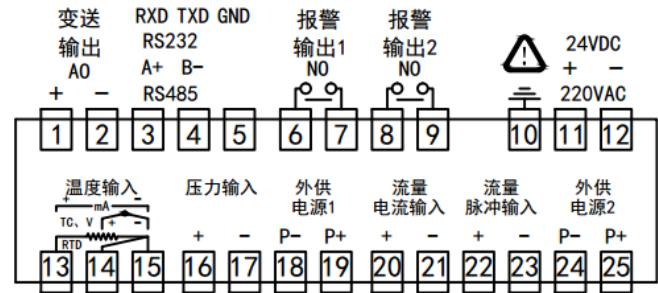 变送 RXD TXD GND 报警 报警
输出 RS232 输出1 输出2 24VDC
AO A+ B- NO NO + -
+ - RS485 220VAC
1 2 3 4 5 6 7 8 9 10 11 12
温度输入 压力输入 外供 流量 流量 外供
+ mA - 电源1 电流输入 脉冲输入 电源2
TC、V + -
RTD + - P- P+ + - + - P- P+
13 14 15 16 17 18 19 20 21 22 23 24 25